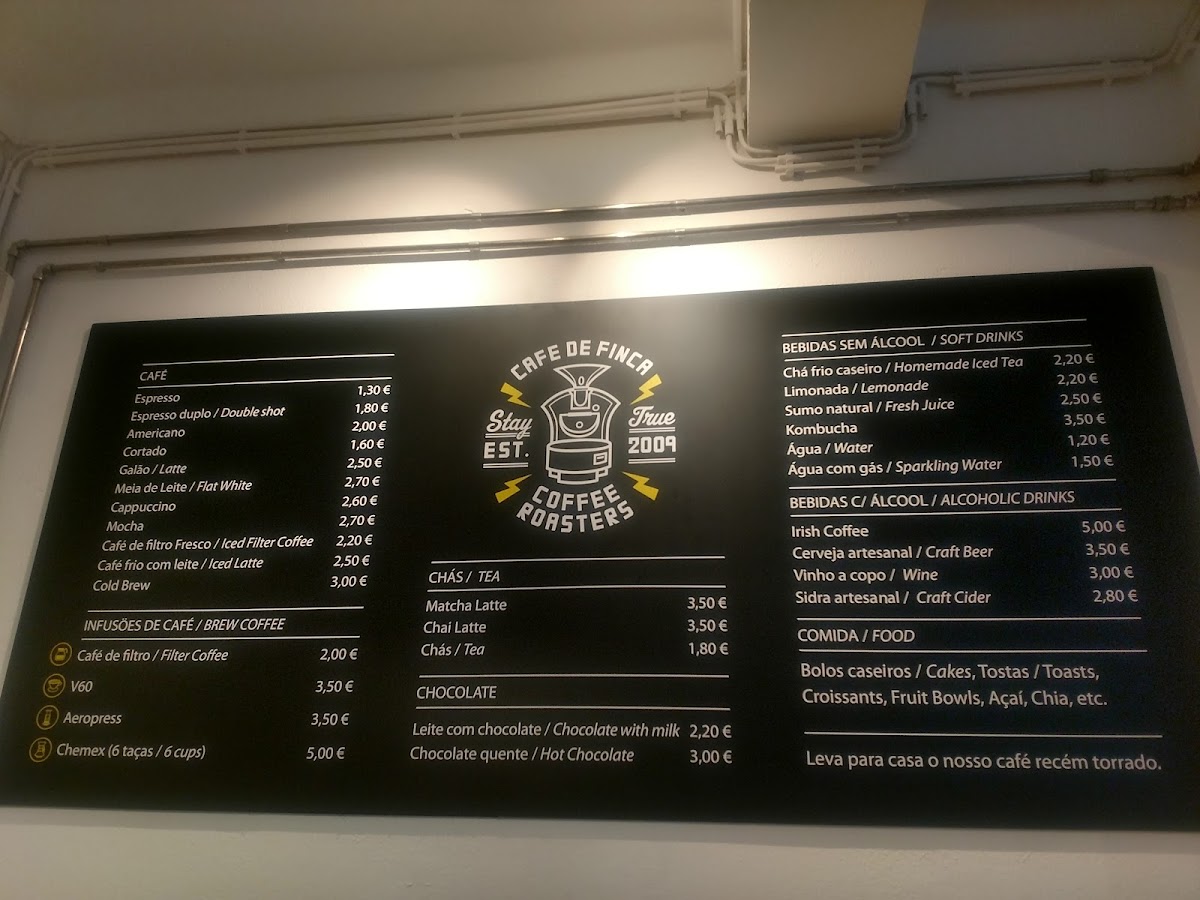 CAFÉ
Espresso 1,30 €
Espresso duplo / Double shot 1,80 €
Americano 2,00 €
Cortado 1,60 €
Galão / Latte 2,50 €
Meia de Leite / Flat White 2,70 €
Cappuccino 2,60 €
Mocha 2,70 €
Café de filtro Fresco / Iced Filter Coffee 2,20 €
Café frio com leite / Iced Latte 2,50 €
Cold Brew 3,00 €
INFUSÖES DE CAFÉ / BREW COFFEE
Café de filtro / Filter Coffee 2,00 €
V60 3,50 €
Aeropress 3,50 €
Chemex (6 taças / 6 cups) 5,00 €
CAFE DE FINCA
Stay True
EST. 2009
COFFEE
ROASTERS
CHÁS / TEA
Matcha Latte 3,50 €
Chai Latte 3,50 €
Chás / Tea 1,80 €
CHOCOLATE
Leite com chocolate / Chocolate with milk 2,20 €
Chocolate quente / Hot Chocolate 3,00 €
BEBIDAS SEM ÁLCOOL / SOFT DRINKS
Chá frio caseiro / Homemade Iced Tea 2,20 €
Limonada / Lemonade 2,20 €
Sumo natural / Fresh Juice 2,50 €
Kombucha 3,50 €
Água / Water 1,20 €
Água com gás / Sparkling Water 1,50 €
BEBIDAS C/ ÁLCOOL / ALCOHOLIC DRINKS
Irish Coffee 5,00 €
Cerveja artesanal / Craft Beer 3,50 €
Vinho a copo / Wine 3,00 €
Sidra artesanal / Craft Cider 2,80 €
COMIDA / FOOD
Bolos caseiros / Cakes, Tostas / Toasts,
Croissants, Fruit Bowls, Açaí, Chia, etc.
Leva para casa o nosso café recém torrado.